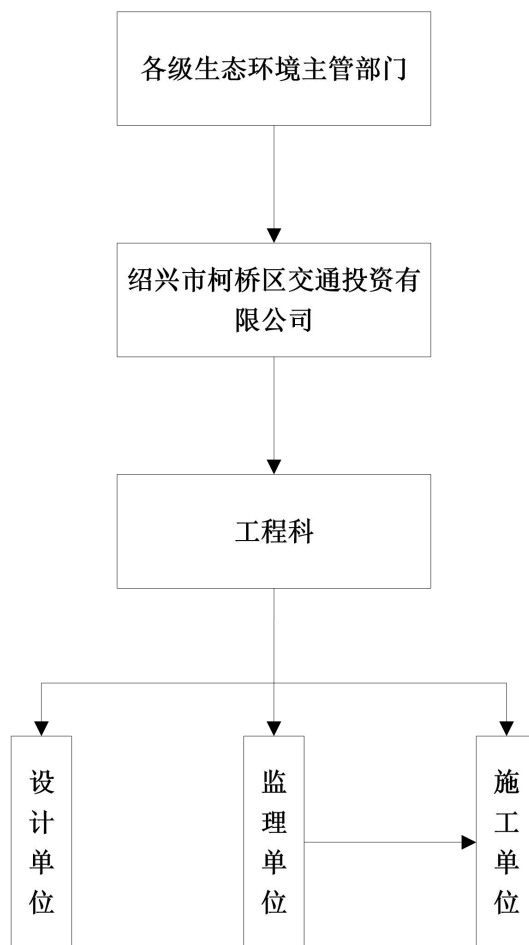 各级生态环境主管部门
绍兴市柯桥区交通投资有
限公司
工程科
设计单位
监理单位
施工单位